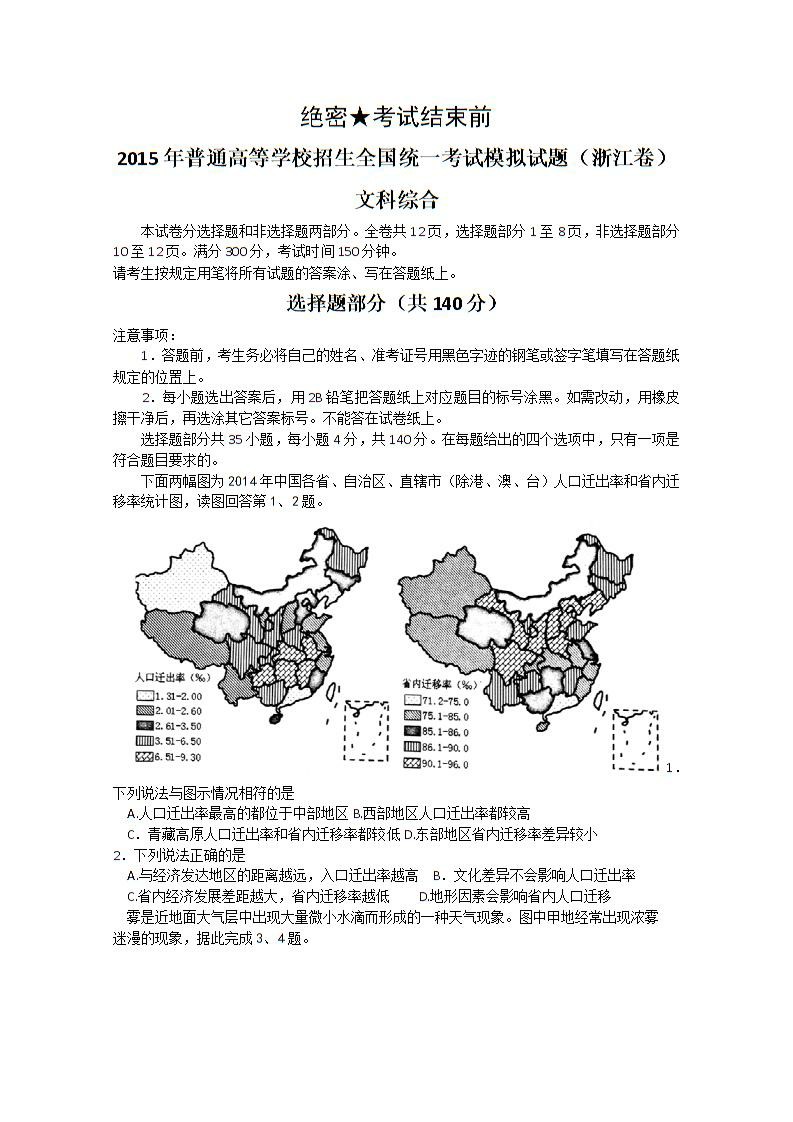 绝密★考试结束前
2015年普通高等学校招生全国统一考试模拟试题（浙江卷）
文科综合
本试卷分选择题和非选择题两部分。全卷共12页，选择题部分1至8页，非选择题部分
10至12页。满分300分，考试时间150分钟。
请考生按规定用笔将所有试题的答案涂、写在答题纸上。
选择题部分（共140分）
注意事项：
1．答题前，考生务必将自己的姓名、准考证号用黑色字迹的钢笔或签字笔填写在答题纸
规定的位置上。
2．每小题选出答案后，用2B铅笔把答题纸上对应题目的标号涂黑。如需改动，用橡皮
擦干净后，再选涂其它答案标号。不能答在试卷纸上。
选择题部分共35小题，每小题4分，共140分。在每题给出的四个选项中，只有一项是
符合题目要求的。
下面两幅图为2014年中国各省、自治区、直辖市（除港、澳、台）人口迁出率和省内迁
移率统计图，读图回答第1、2题。
人口迁出率（‰）
1.31-2.00
2.01-2.60
2.61-3.50
3.51-6.50
6.51-9.30
省内迁移率（‰）
71.2-75.0
75.1-85.0
85.1-86.0
86.1-90.0
90.1-96.0
1．
下列说法与图示情况相符的是
A.人口迁出率最高的都位于中部地区 B.西部地区人口迁出率都较高
C．青藏高原人口迁出率和省内迁移率都较低 D.东部地区省内迁移率差异较小
2．下列说法正确的是
A.与经济发达地区的距离越远，入口迁出率越高 B．文化差异不会影响人口迁出率
C.省内经济发展差距越大，省内迁移率越低 D.地形因素会影响省内人口迁移
雾是近地面大气层中出现大量微小水滴而形成的一种天气现象。图中甲地经常出现浓雾
迷漫的现象，据此完成3、4题。